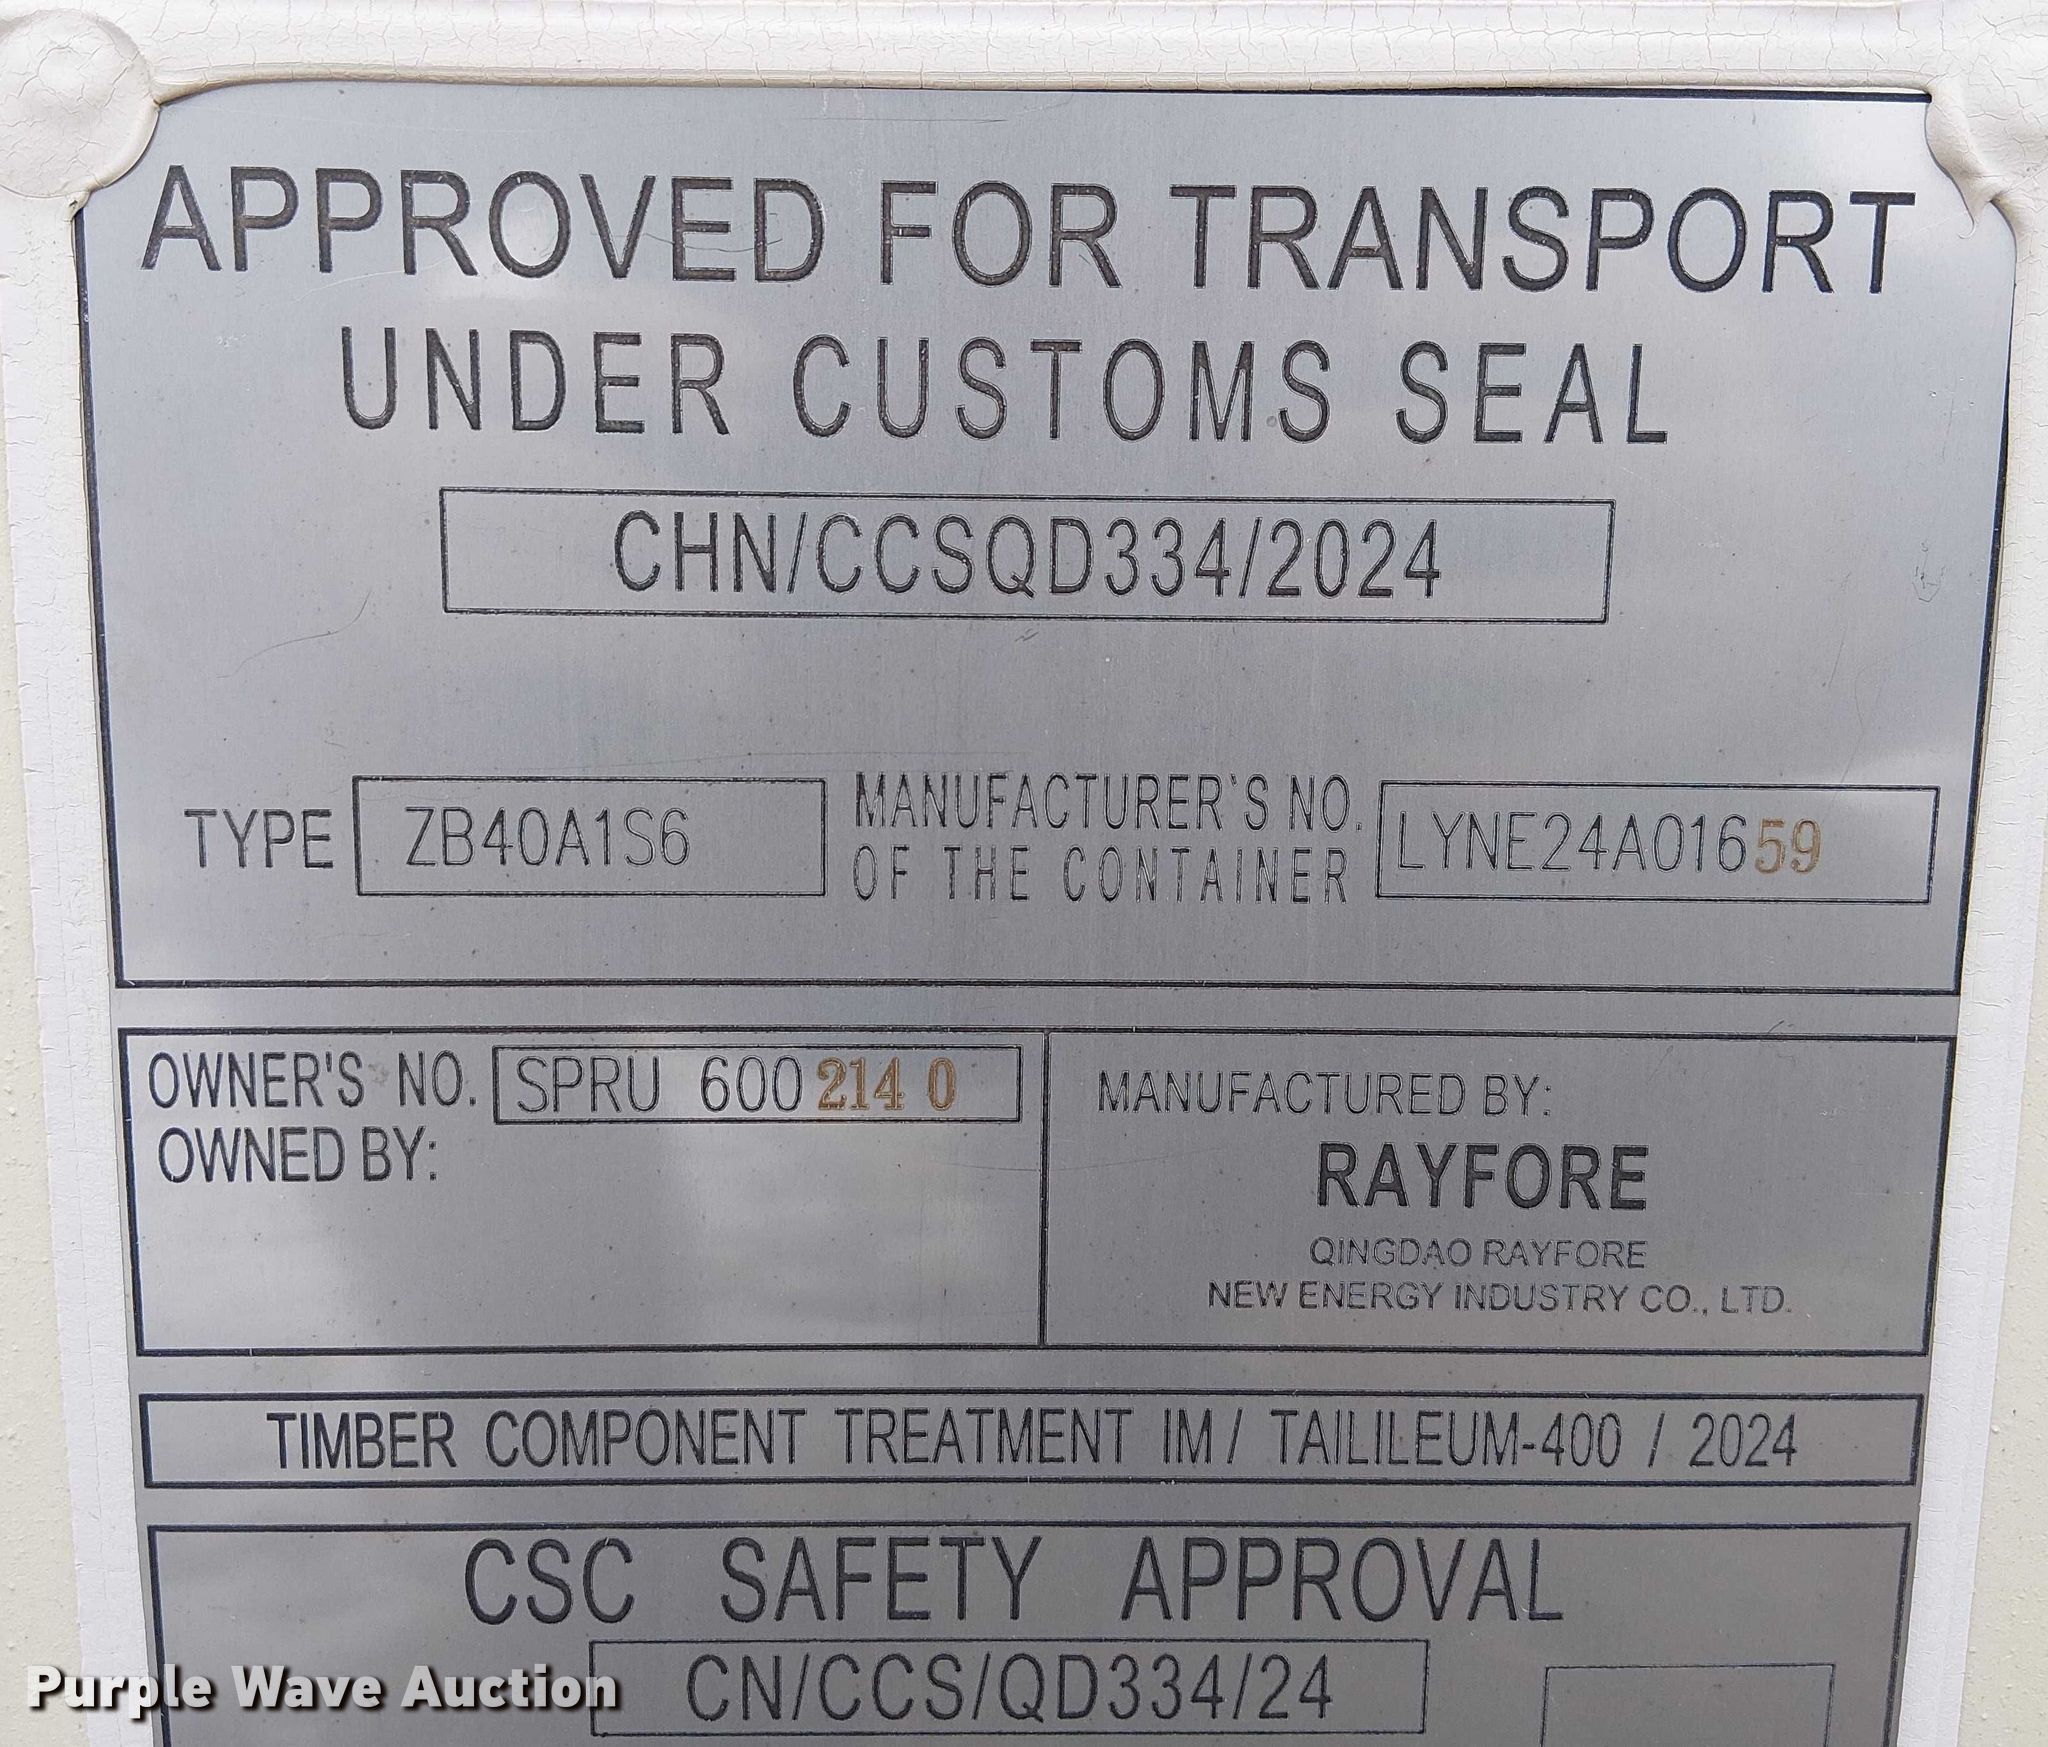 APPROVED FOR TRANSPORT
UNDER CUSTOMS SEAL
CHN/CCSQD334/2024
TYPE ZB40A1S6 MANUFACTURER'S NO. OF THE CONTAINER LYNE24A01659
OWNER'S NO. SPRU 600214 0
OWNED BY:
MANUFACTURED BY:
RAYFORE
QINGDAO RAYFORE
NEW ENERGY INDUSTRY CO., LTD.
TIMBER COMPONENT TREATMENT IM / TAILILEUM-400 / 2024
CSC SAFETY APPROVAL
CN/CCS/QD334/24
Purple Wave Auction